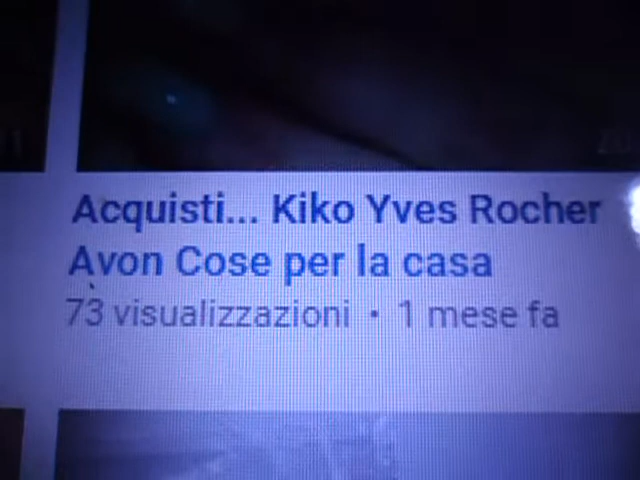 Acquisti... Kiko Yves Rocher
Avon Cose per la casa
73 visualizzazioni • 1 mese fa